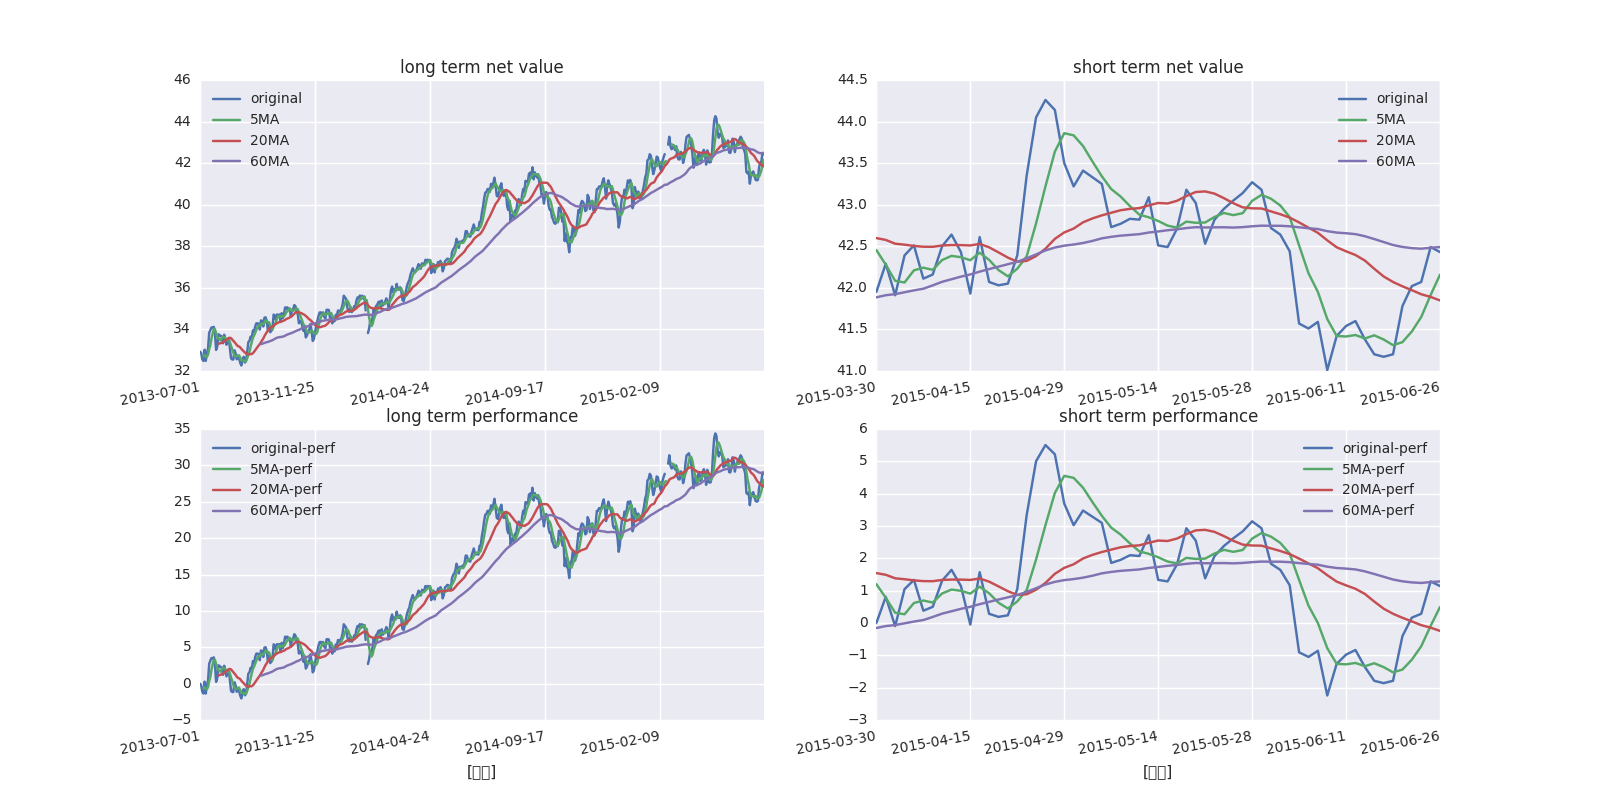 long term net value
46
44
42
40
38
36
34
32
original
5MA
20MA
60MA
2013-07-01
2013-11-25
2014-04-24
2014-09-17
2015-02-09
short term net value
44.5
44.0
43.5
43.0
42.5
42.0
41.5
41.0
original
5MA
20MA
60MA
2015-03-30
2015-04-15
2015-04-29
2015-05-14
2015-05-28
2015-06-11
2015-06-26
long term performance
35
30
25
20
15
10
5
0
−5
original-perf
5MA-perf
20MA-perf
60MA-perf
2013-07-01
2013-11-25
2014-04-24
2014-09-17
2015-02-09
short term performance
6
5
4
3
2
1
0
−1
−2
−3
original-perf
5MA-perf
20MA-perf
60MA-perf
2015-03-30
2015-04-15
2015-04-29
2015-05-14
2015-05-28
2015-06-11
2015-06-26